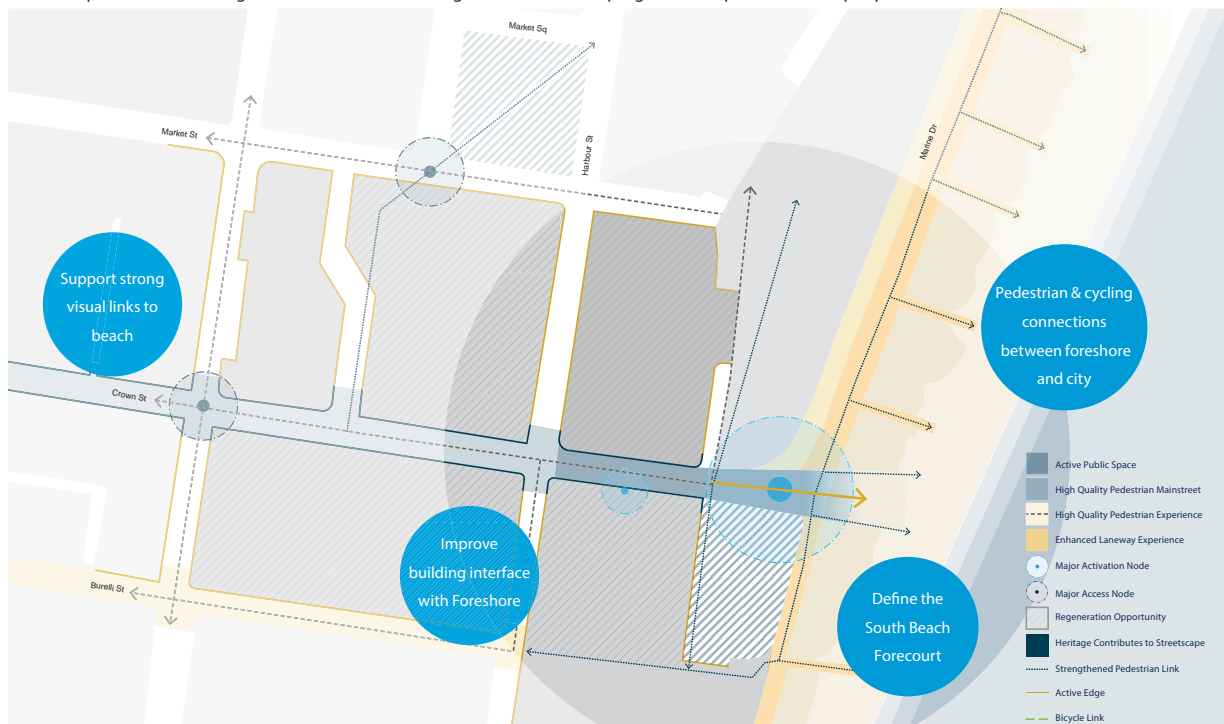 Market Sq
Market St
Harbour St
Marine Dr
Support strong
visual links to
beach
Pedestrian & cycling
connections
between foreshore
and city
Crown St
Improve
building interface
with Foreshore
Burelli St
Define the
South Beach
Forecourt
Active Public Space
High Quality Pedestrian Mainstreet
High Quality Pedestrian Experience
Enhanced Laneway Experience
Major Activation Node
Major Access Node
Regeneration Opportunity
Heritage Contributes to Streetscape
Strengthened Pedestrian Link
Active Edge
Bicycle Link